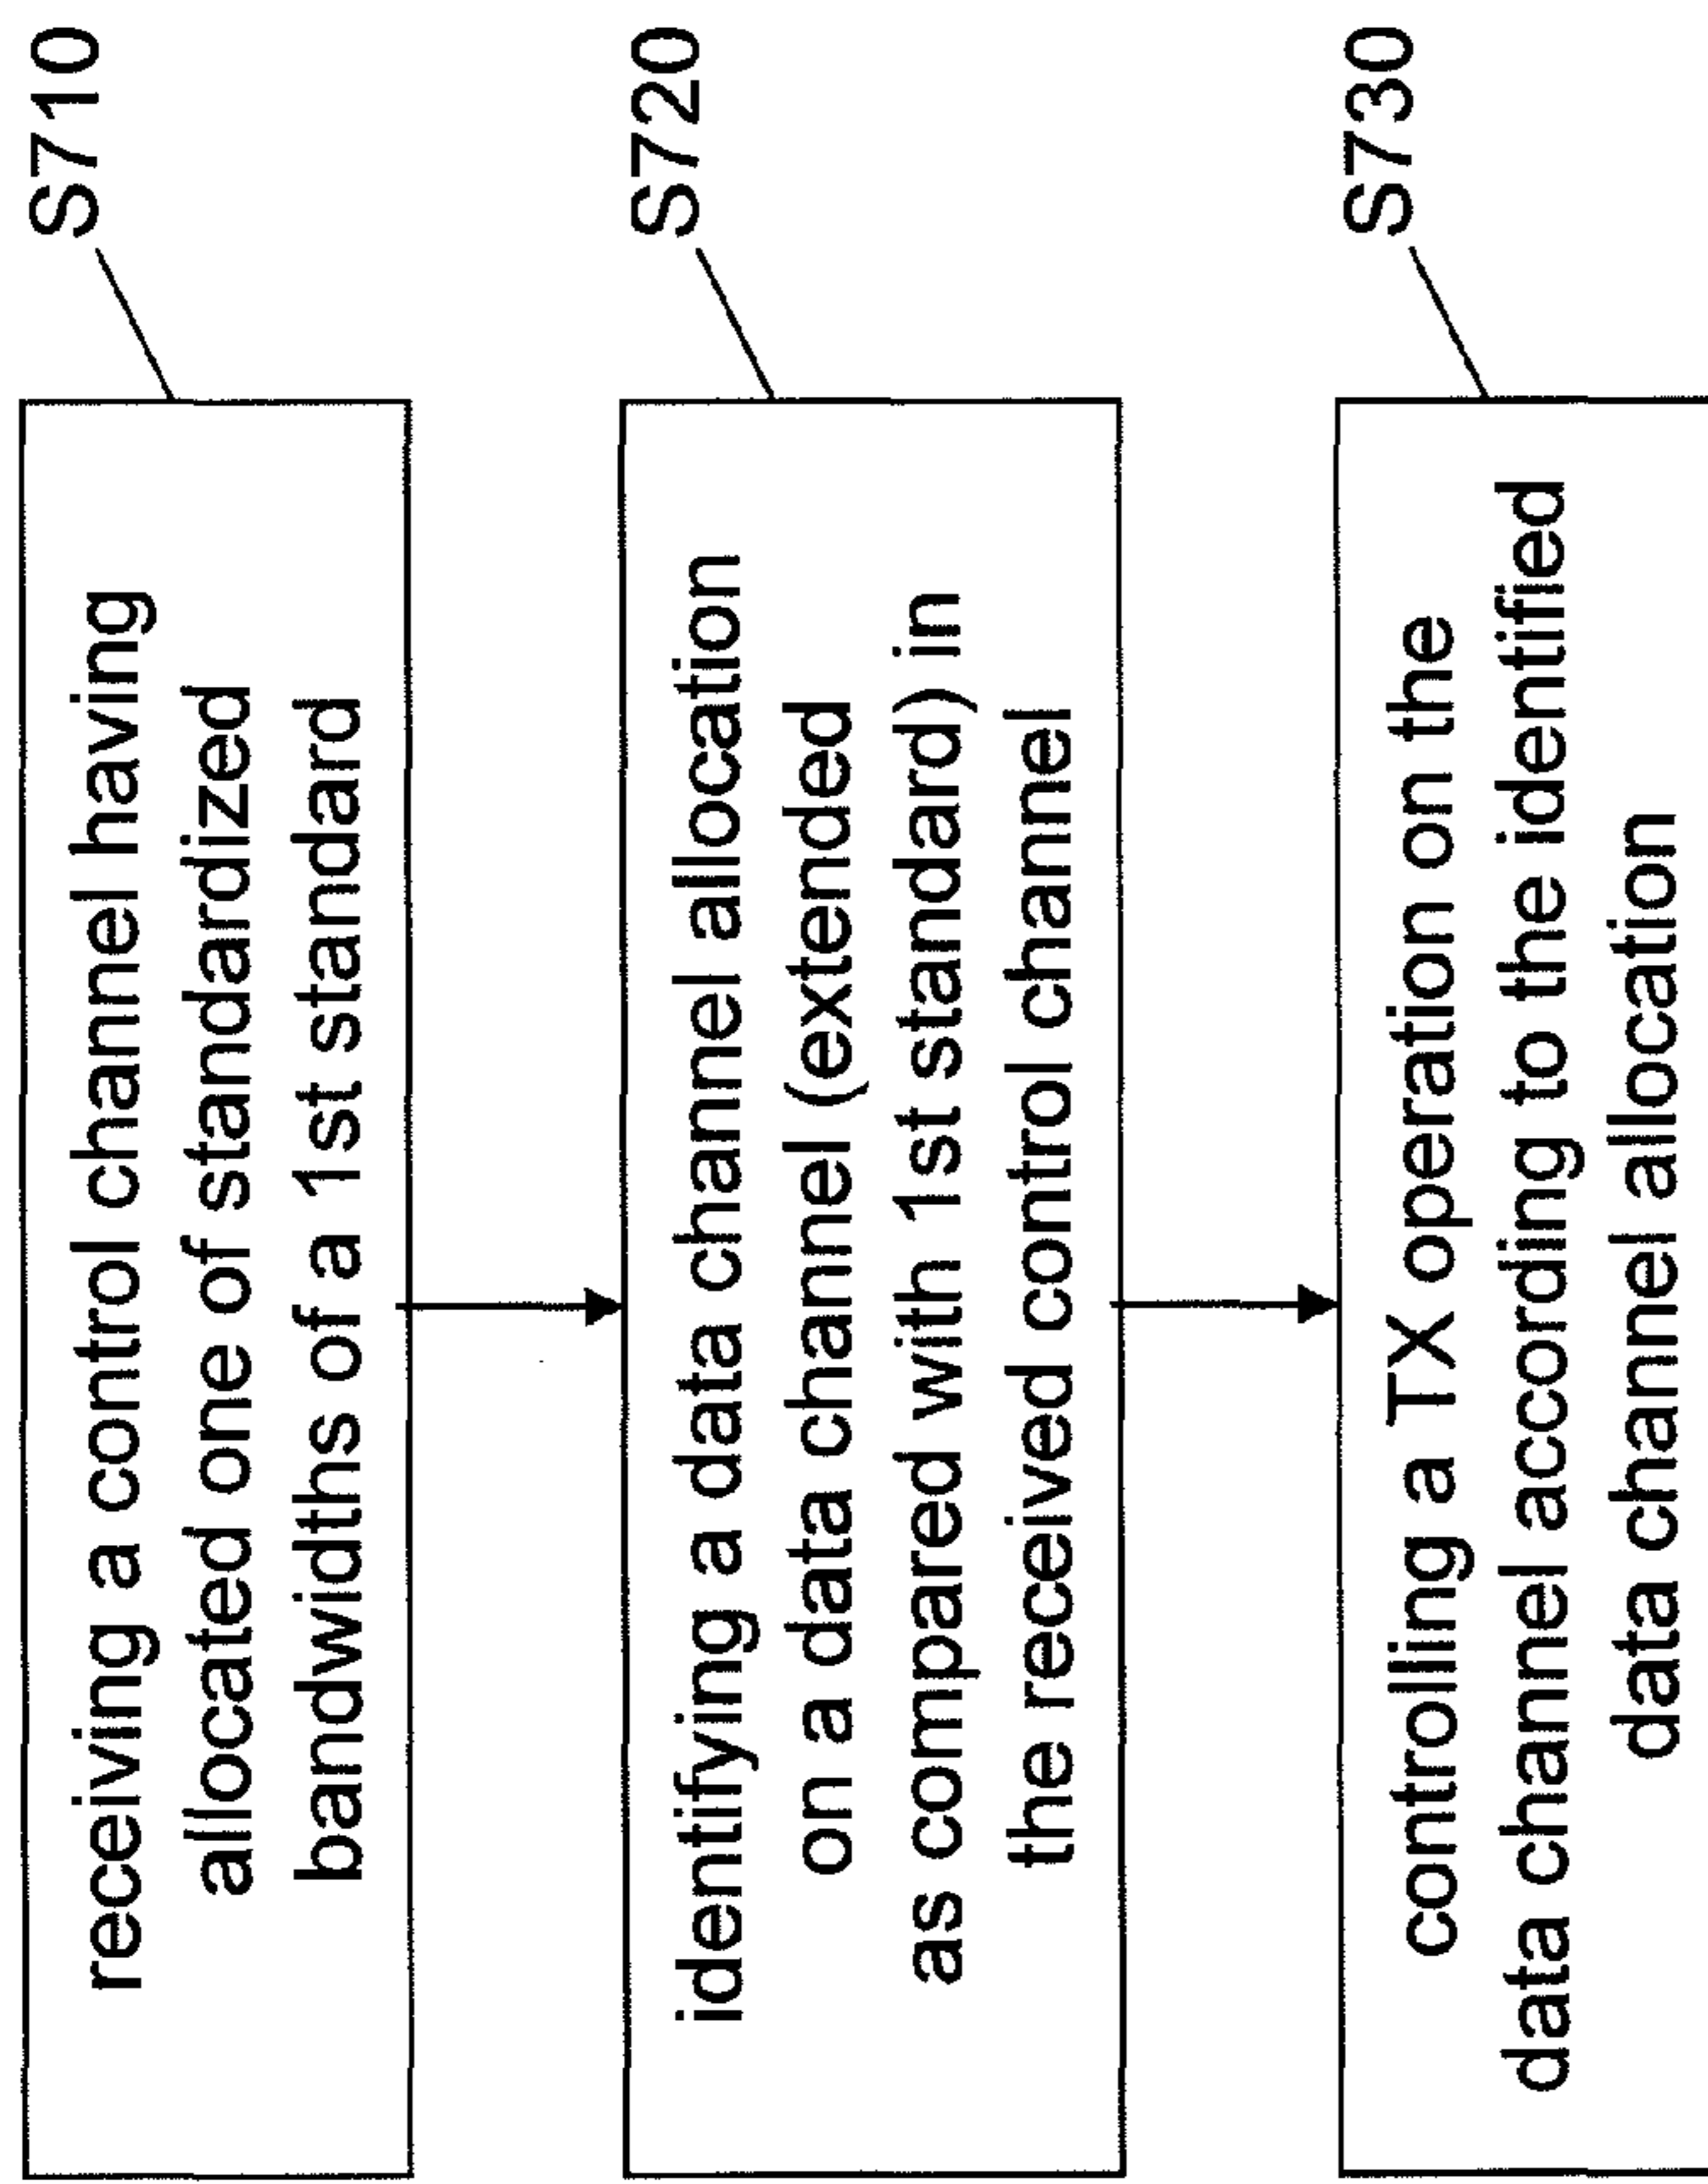 receiving a control channel having
allocated one of standardized
bandwidths of a 1st standard
S710
identifying a data channel allocation
on a data channel (extended
as compared with 1st standard) in
the received control channel
S720
controlling a TX operation on the
data channel according to the identified
data channel allocation
S730